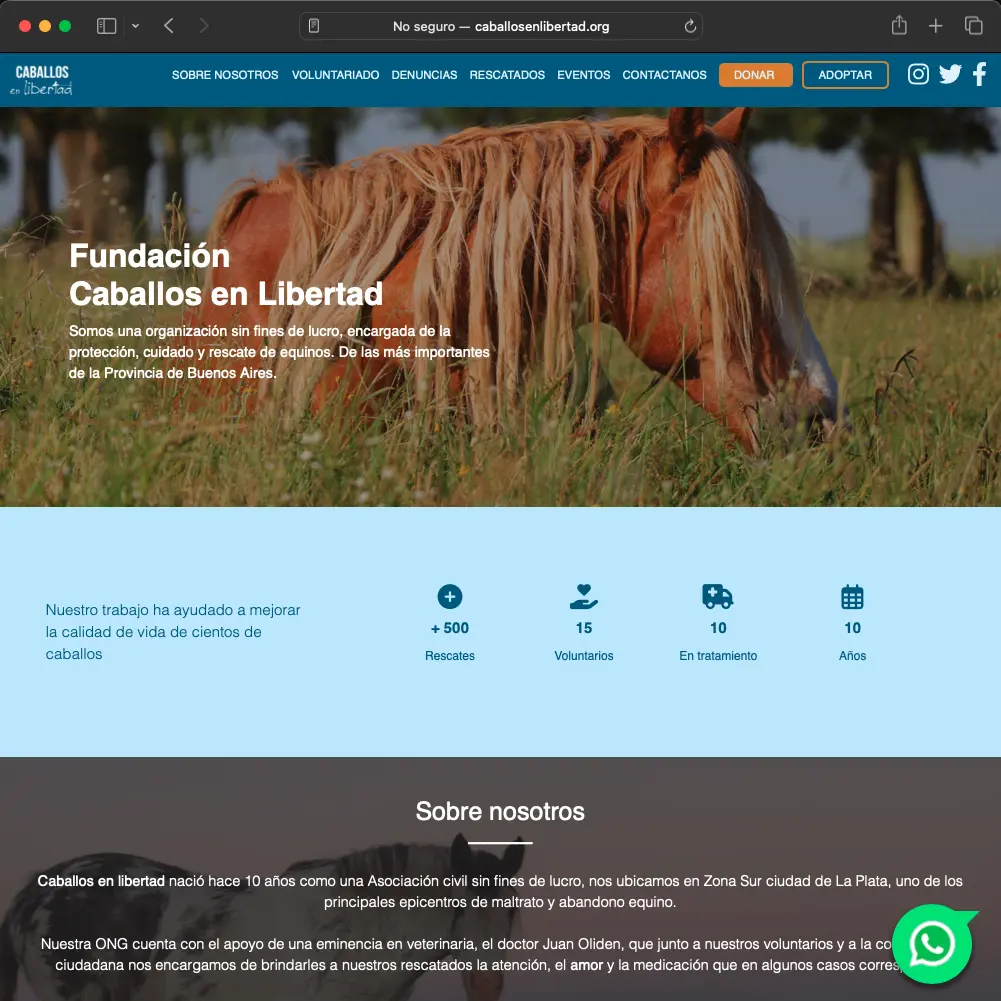 No seguro — caballosenlibertad.org
CABALLOS
en libertad
SOBRE NOSOTROS VOLUNTARIADO DENUNCIAS RESCATADOS EVENTOS CONTACTANOS DONAR ADOPTAR
Fundación
Caballos en Libertad
Somos una organización sin fines de lucro, encargada de la
protección, cuidado y rescate de equinos. De las más importantes
de la Provincia de Buenos Aires.
Nuestro trabajo ha ayudado a mejorar
la calidad de vida de cientos de
caballos
+ 500
Rescates
15
Voluntarios
10
En tratamiento
10
Años
Sobre nosotros
Caballos en libertad nació hace 10 años como una Asociación civil sin fines de lucro, nos ubicamos en Zona Sur ciudad de La Plata, uno de los
principales epicentros de maltrato y abandono equino.
Nuestra ONG cuenta con el apoyo de una eminencia en veterinaria, el doctor Juan Oliden, que junto a nuestros voluntarios y a la
ciudadana nos encargamos de brindarles a nuestros rescatados la atención, el amor y la medicación que en algunos casos